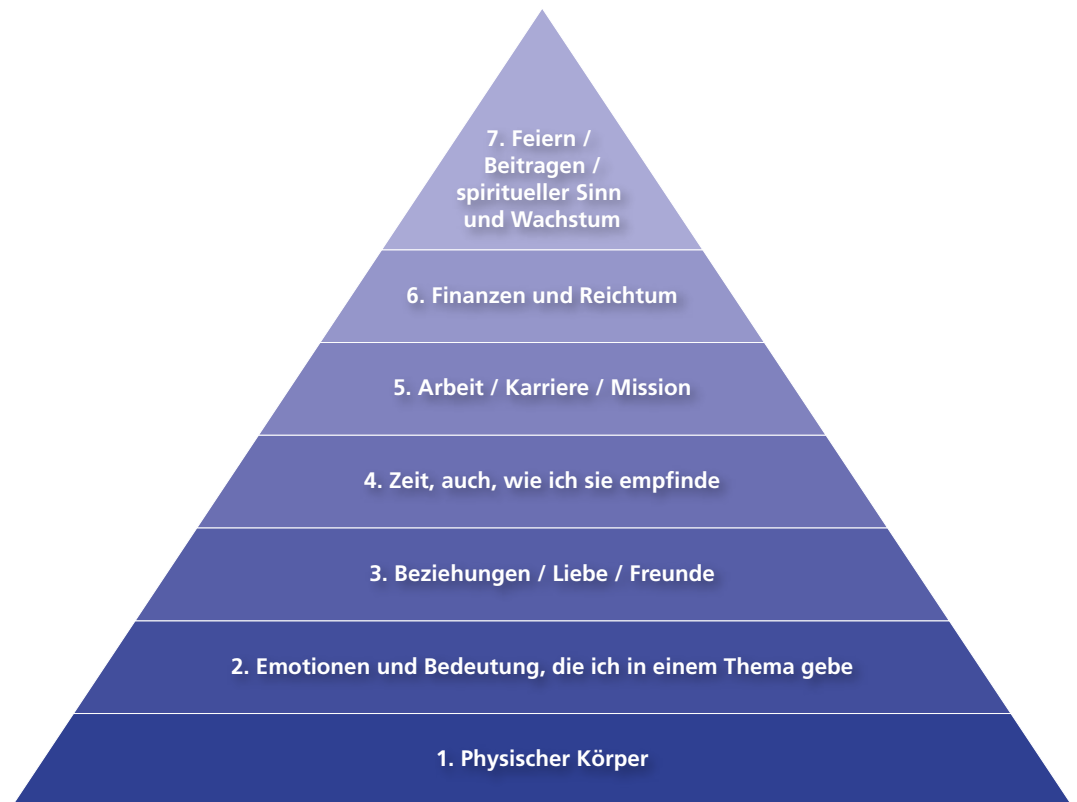 7. Feiern /
Beitragen /
spiritueller Sinn
und Wachstum
6. Finanzen und Reichtum
5. Arbeit / Karriere / Mission
4. Zeit, auch, wie ich sie empfinde
3. Beziehungen / Liebe / Freunde
2. Emotionen und Bedeutung, die ich in einem Thema gebe
1. Physischer Körper